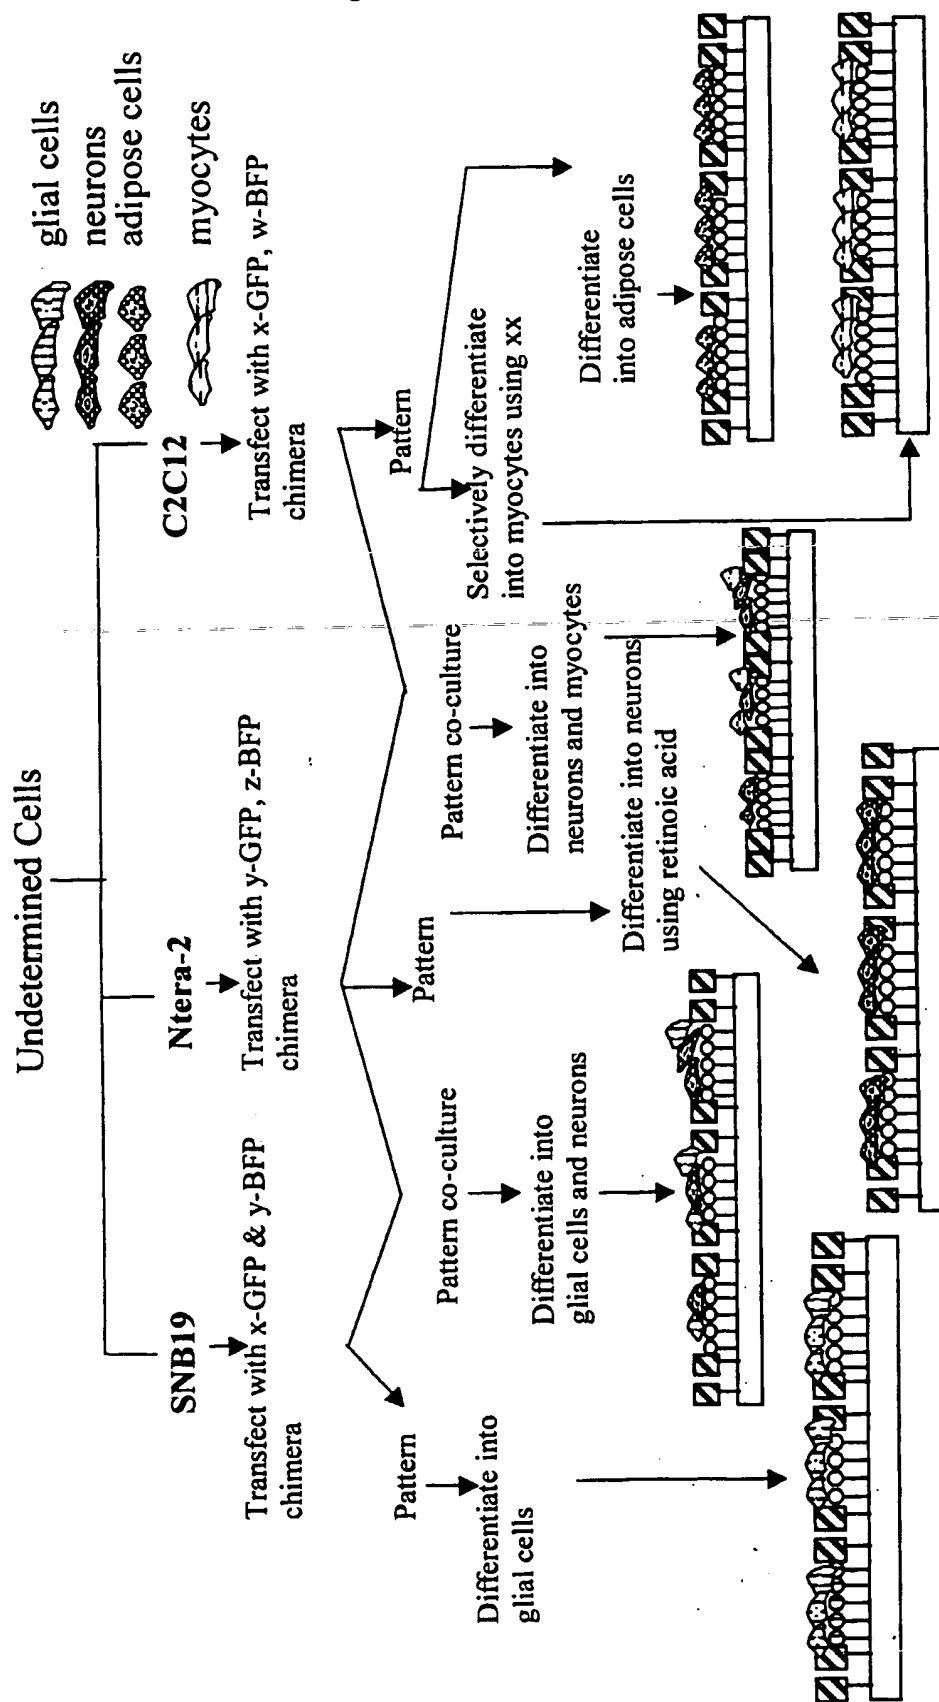 Undetermined Cells
glial cells
neurons
adipose cells
myocytes
SNB19
Transfect with x-GFP & y-BFP
chimera
Ntera-2
Transfect with y-GFP, z-BFP
chimera
C2C12
Transfect with x-GFP, w-BFP
chimera
Pattern
Differentiate into
glial cells
Pattern co-culture
Differentiate into
glial cells and neurons
Pattern
Differentiate into neurons
using retinoic acid
Pattern co-culture
Differentiate into
neurons and myocytes
Pattern
Selectively differentiate
into myocytes using xx
Differentiate
into adipose cells